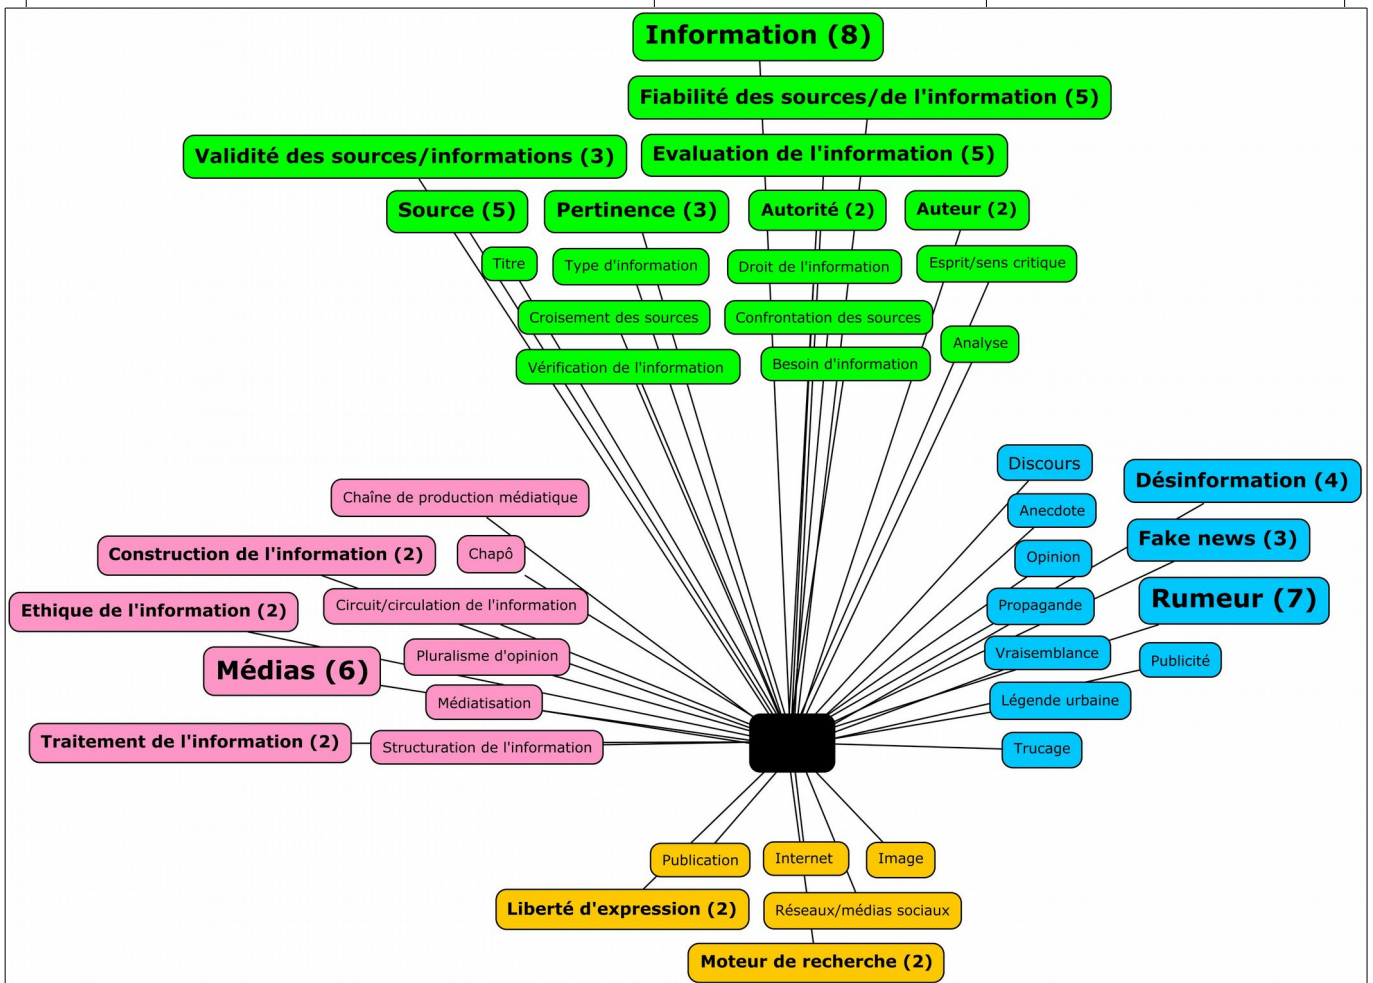 Information (8)
Fiabilité des sources/de l'information (5)
Validité des sources/informations (3)
Evaluation de l'information (5)
Source (5)
Pertinence (3)
Autorité (2)
Auteur (2)
Titre
Type d'information
Droit de l'information
Esprit/sens critique
Croisement des sources
Confrontation des sources
Analyse
Vérification de l'information
Besoin d'information
Discours
Désinformation (4)
Chaîne de production médiatique
Anecdote
Fake news (3)
Construction de l'information (2)
Chapô
Opinion
Rumeur (7)
Ethique de l'information (2)
Circuit/circulation de l'information
Propagande
Pluralisme d'opinion
Vraisemblance
Publicité
Médias (6)
Médiatisation
Légende urbaine
Traitement de l'information (2)
Structuration de l'information
Trucage
Publication
Internet
Image
Liberté d'expression (2)
Réseaux/médias sociaux
Moteur de recherche (2)